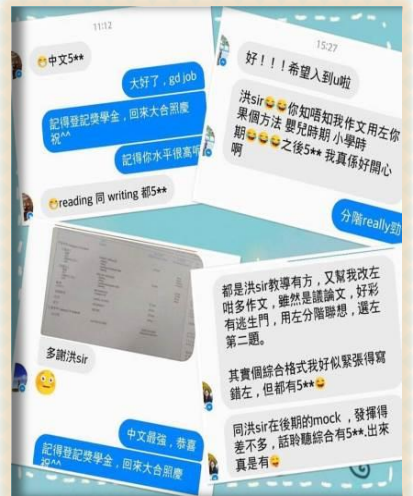 11:12
中文5**
大好了，gd job
記得登記獎學金，回來大合照慶
祝^^
記得你水平很高
reading 同 writing 都5**
15:27
好！！！希望入到u啦
洪sir😂😂你知唔知我作文用左你
果個方法 嬰兒時期 小學時
期😂😂😂之後5** 我真係好開心
啊
分階really勁
多謝洪sir
中文最強，恭喜
記得登記獎學金，回來大合照慶
祝^^
都是洪sir教導有方，又幫我改左
咁多作文，雖然是議論文，好彩
有逃生門，用左分階聯想，選左
第二題。
其實個綜合格式我好似緊張得寫
錯左，但都有5**😄
同洪sir在後期的mock，發揮得
差不多，話聆聽綜合有5**.出來
真是有😄